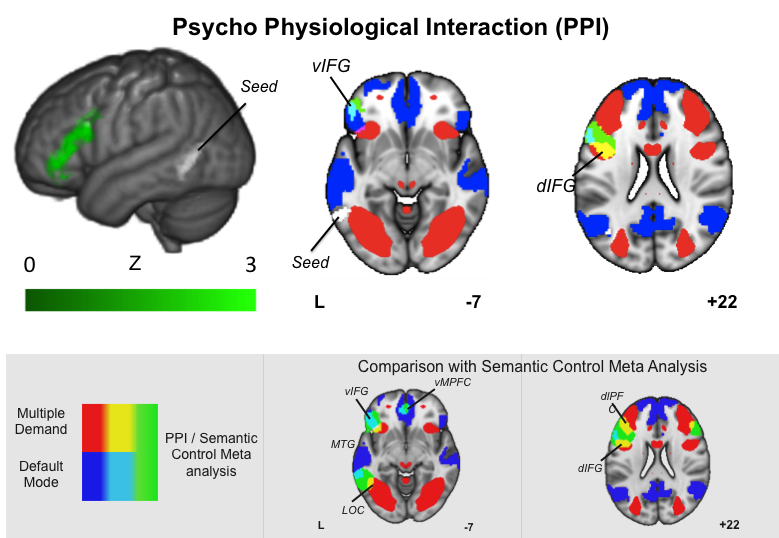 Psycho Physiological Interaction (PPI)
vIFG
Seed
dIFG
Seed
0
Z
3
L
-7
+22
Comparison with Semantic Control Meta Analysis
vMPFC
vIFG
dIPF
C
Multiple
Demand
PPI / Semantic
Control Meta
analysis
Default
Mode
MTG
dIFG
LOC
L
-7
+22